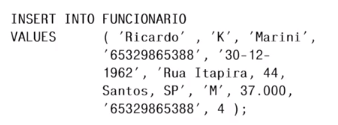 INSERT INTO FUNCIONARIO
VALUES ( 'Ricardo' , 'K', 'Marini',
'65329865388', '30-12-
1962', 'Rua Itapira, 44,
Santos, SP', 'M', 37.000,
'65329865388', 4 );